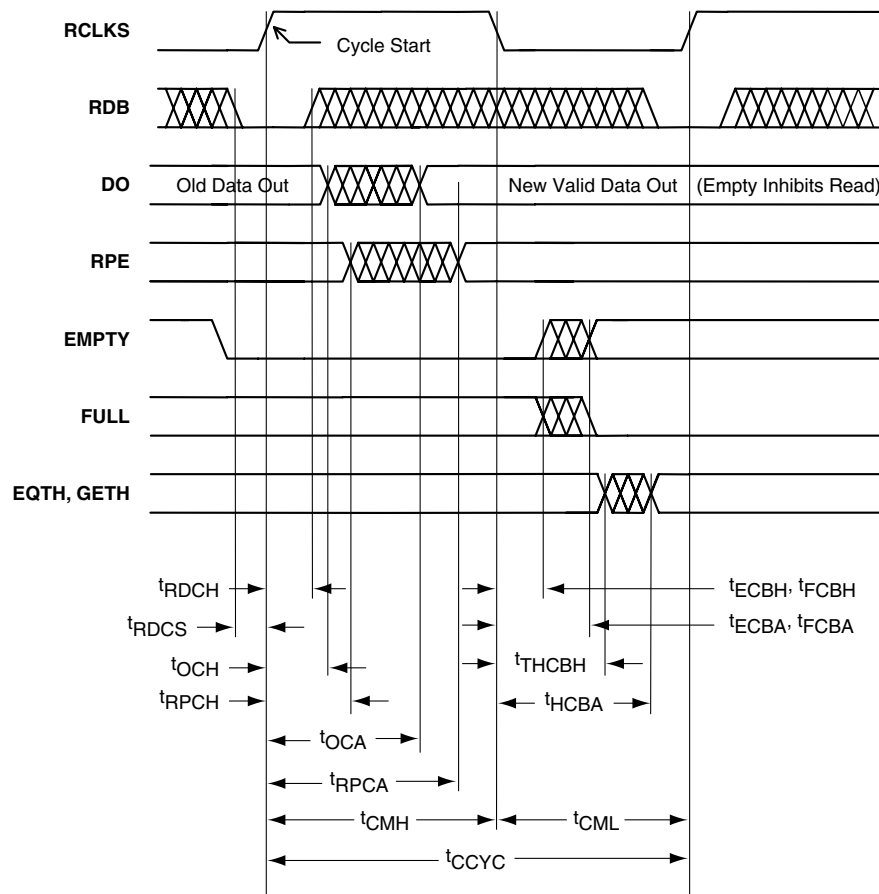 RCLKS
Cycle Start
RDB
DO
Old Data Out
New Valid Data Out
(Empty Inhibits Read)
RPE
EMPTY
FULL
EQTH, GETH
tRDCH
tECBH, tFCBH
tRDCS
tECBA, tFCBA
tOCH
tTHCBH
tRPCH
tHCBA
tOCA
tRPCA
tCMH
tCML
tCCYC